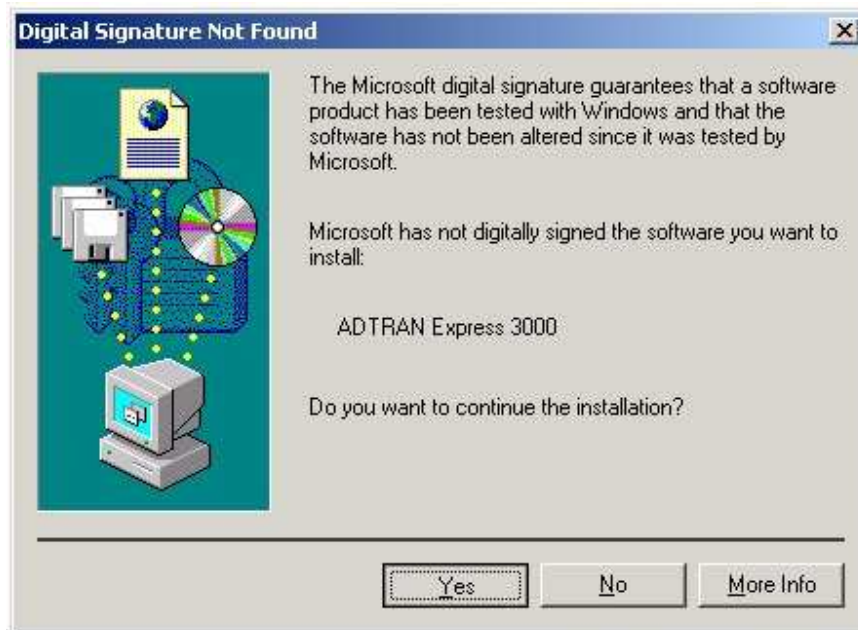 Digital Signature Not Found
The Microsoft digital signature guarantees that a software
product has been tested with Windows and that the
software has not been altered since it was tested by
Microsoft.
Microsoft has not digitally signed the software you want to
install:
ADTRAN Express 3000
Do you want to continue the installation?
Yes
No
More Info